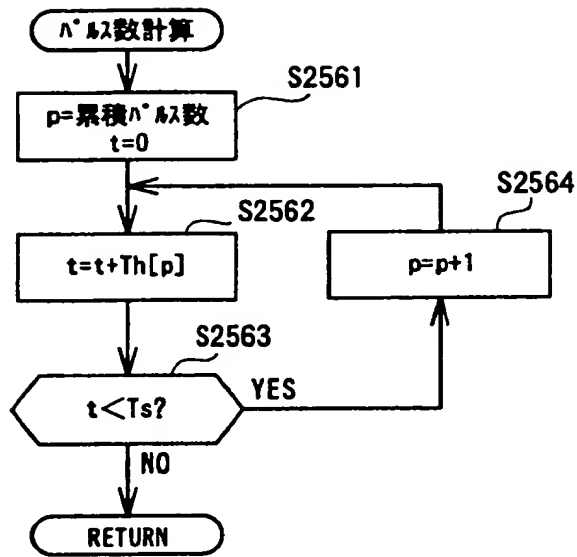 ﾊﾟﾙｽ数計算
S2561
p=累積ﾊﾟﾙｽ数
t=0
S2564
S2562
t=t+Th[p]
p=p+1
S2563
t<Ts?
YES
NO
RETURN